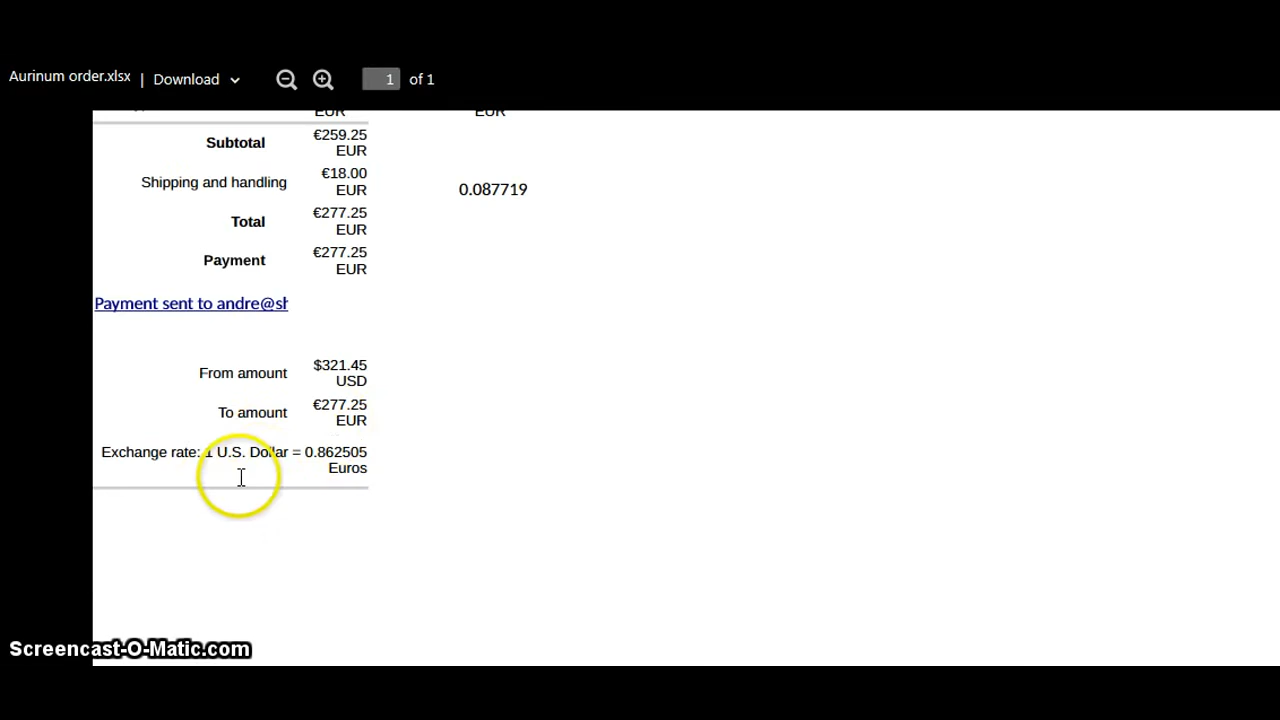 Aurinum order.xlsx | Download 1 of 1
EUR EUR
Subtotal €259.25 EUR
Shipping and handling €18.00 EUR
0.087719
Total €277.25 EUR
Payment €277.25 EUR
Payment sent to andre@sh
From amount $321.45 USD
To amount €277.25 EUR
Exchange rate: 1 U.S. Dollar = 0.862505 Euros
Screencast-O-Matic.com